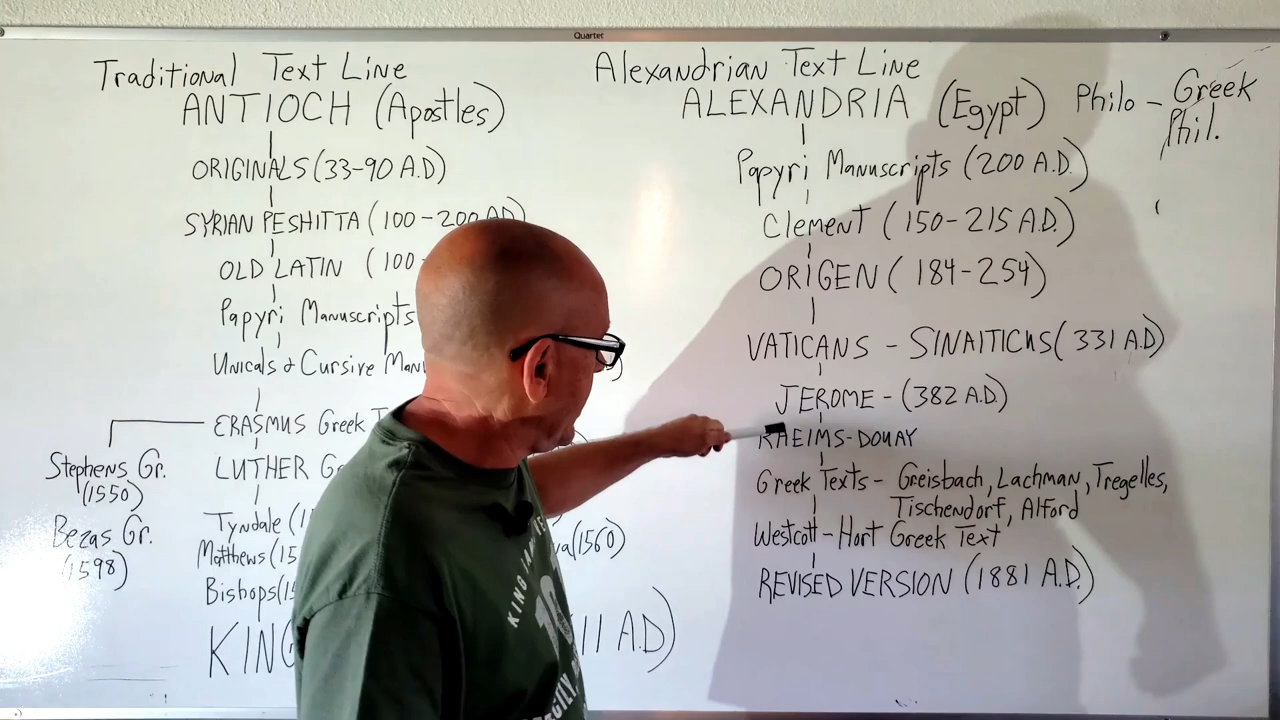 Quartet
Traditional Text Line
ANTIOCH (Apostles)
ORIGINALS (33-90 A.D)
SYRIAN PESHITTA (100-200 AD)
OLD LATIN (100-
Papyri Manuscripts
Unicals & Cursive
ERASMUS Greek
Stephens Gr.
(1550)
Bezas Gr.
(1598)
LUTHER
Tyndale
Matthews
Bishops
KING
11 A.D)
(1560)
Alexandrian Text Line
ALEXANDRIA (Egypt)
Philo - Greek
Phil.
Papyri Manuscripts (200 A.D.)
Clement (150-215 A.D.)
ORIGEN (184-254)
VATICANS - SINAITICUS (331 A.D)
JEROME - (382 A.D)
RHEIMS-DOUAY
Greek Texts - Greisbach, Lachman, Tregelles,
Tischendorf, Alford
Westcott-Hort Greek Text
REVISED VERSION (1881 A.D.)
KING